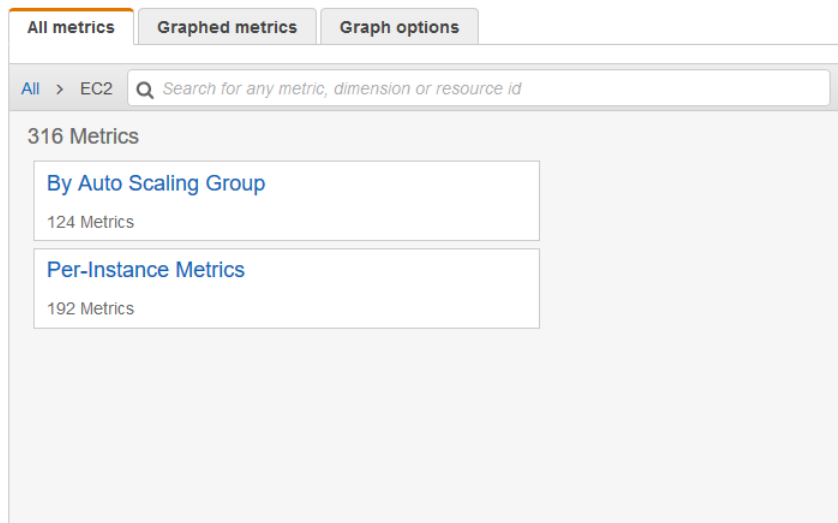 All metrics Graphed metrics Graph options
All > EC2 Search for any metric, dimension or resource id
316 Metrics
By Auto Scaling Group
124 Metrics
Per-Instance Metrics
192 Metrics